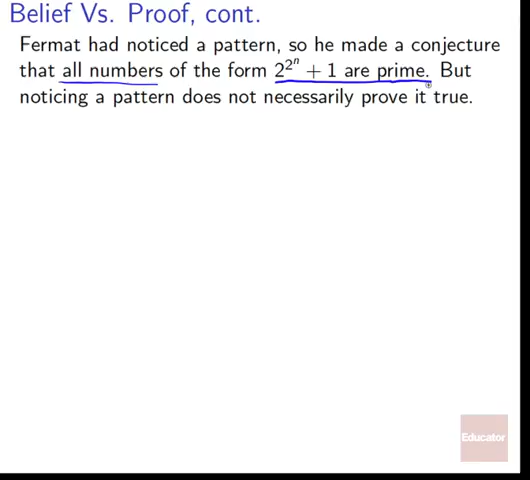 Belief Vs. Proof, cont.
Fermat had noticed a pattern, so he made a conjecture
that all numbers of the form $2^{2^n} + 1$ are prime. But
noticing a pattern does not necessarily prove it true.
Educator